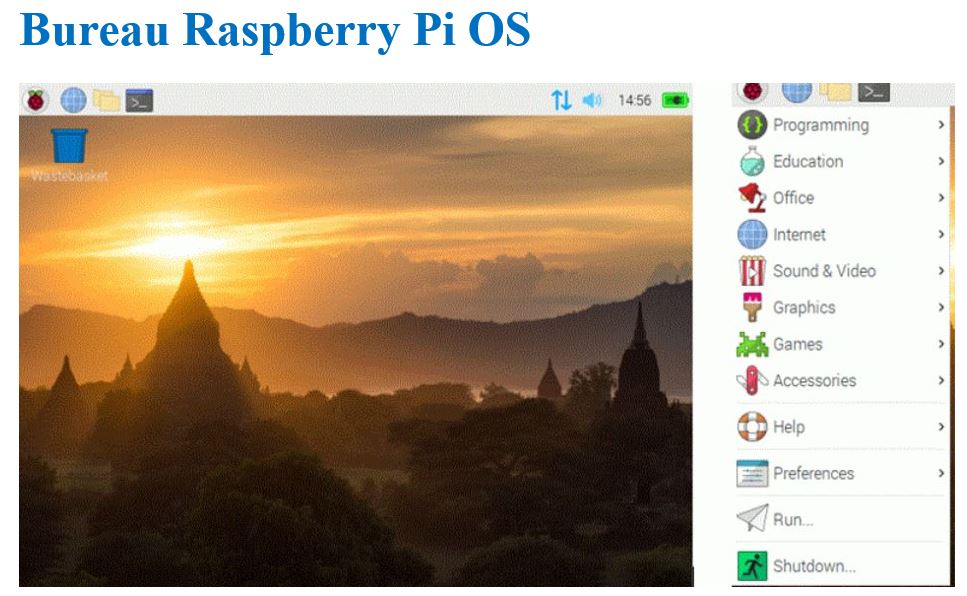 Bureau Raspberry Pi OS
14:56
Wastebasket
Programming
Education
Office
Internet
Sound & Video
Graphics
Games
Accessories
Help
Preferences
Run...
Shutdown...